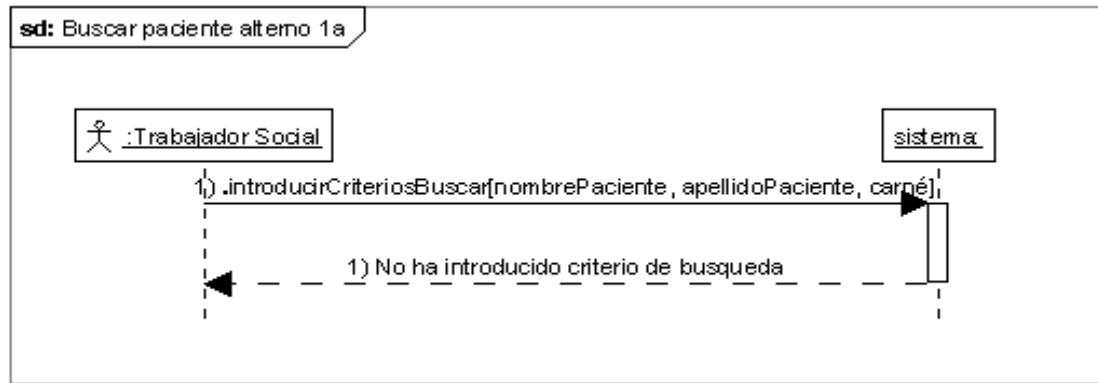 sd: Buscar paciente alterno 1a
:Trabajador Social
sistema:
1) .introducirCriteriosBuscar[nombrePaciente, apellidoPaciente, carné]
1) No ha introducido criterio de busqueda